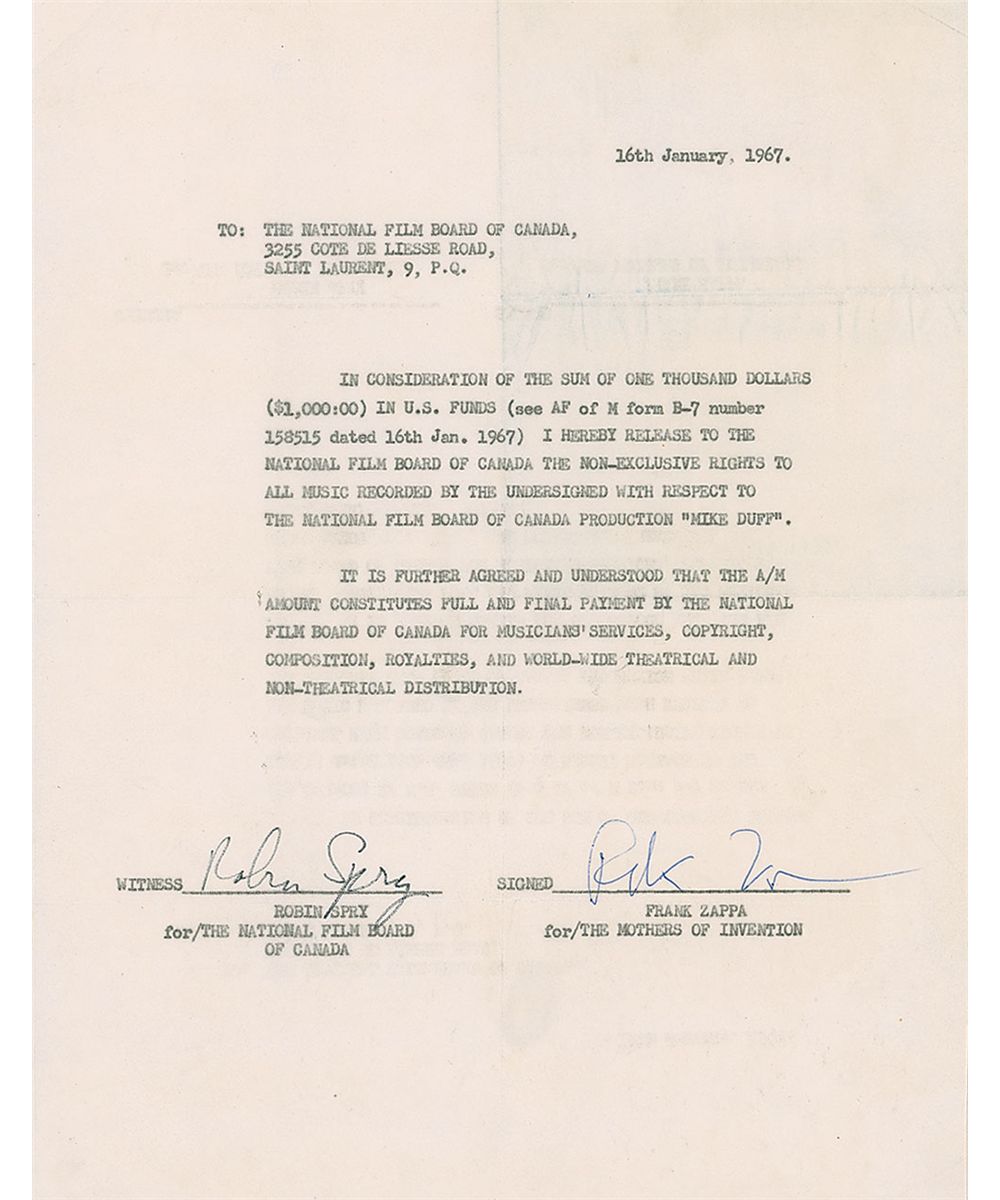 16th January, 1967.
TO: THE NATIONAL FILM BOARD OF CANADA,
3255 COTE DE LIESSE ROAD,
SAINT LAURENT, 9, P.Q.
IN CONSIDERATION OF THE SUM OF ONE THOUSAND DOLLARS
($1,000:00) IN U.S. FUNDS (see AF of M form B-7 number
158515 dated 16th Jan. 1967) I HEREBY RELEASE TO THE
NATIONAL FILM BOARD OF CANADA THE NON-EXCLUSIVE RIGHTS TO
ALL MUSIC RECORDED BY THE UNDERSIGNED WITH RESPECT TO
THE NATIONAL FILM BOARD OF CANADA PRODUCTION "MIKE DUFF".
IT IS FURTHER AGREED AND UNDERSTOOD THAT THE A/M
AMOUNT CONSTITUTES FULL AND FINAL PAYMENT BY THE NATIONAL
FILM BOARD OF CANADA FOR MUSICIANS' SERVICES, COPYRIGHT,
COMPOSITION, ROYALTIES, AND WORLD-WIDE THEATRICAL AND
NON-THEATRICAL DISTRIBUTION.
WITNESS Robin Spry SIGNED
ROBIN SPRY FRANK ZAPPA
for/THE NATIONAL FILM BOARD for/THE MOTHERS OF INVENTION
OF CANADA